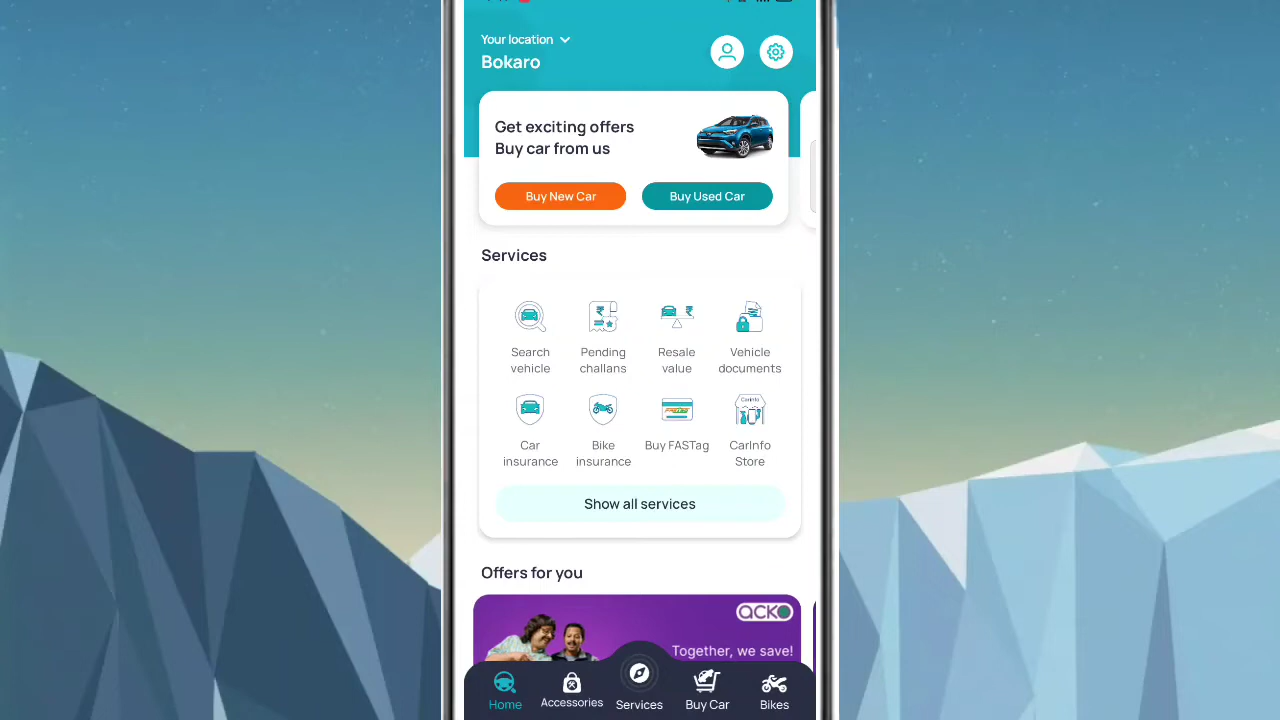 Your location
Bokaro
Get exciting offers
Buy car from us
Buy New Car
Buy Used Car
Services
Search
vehicle
Pending
challans
Resale
value
Vehicle
documents
CarInfo
Car
insurance
Bike
insurance
Buy FASTag
CarInfo
Store
Show all services
Offers for you
ACKO
Together, we save!
Home
Accessories
Services
Buy Car
Bikes